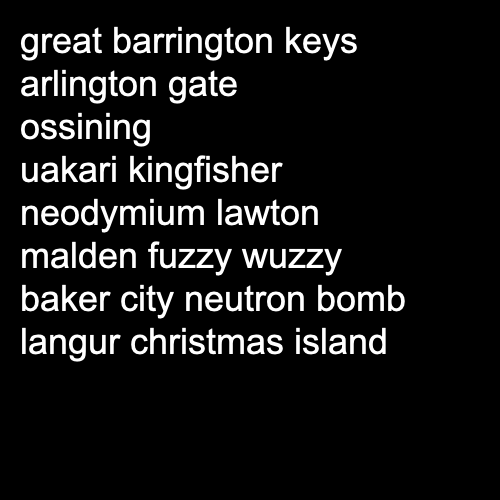 great barrington keys
arlington gate
ossining
uakari kingfisher
neodymium lawton
malden fuzzy wuzzy
baker city neutron bomb
langur christmas island